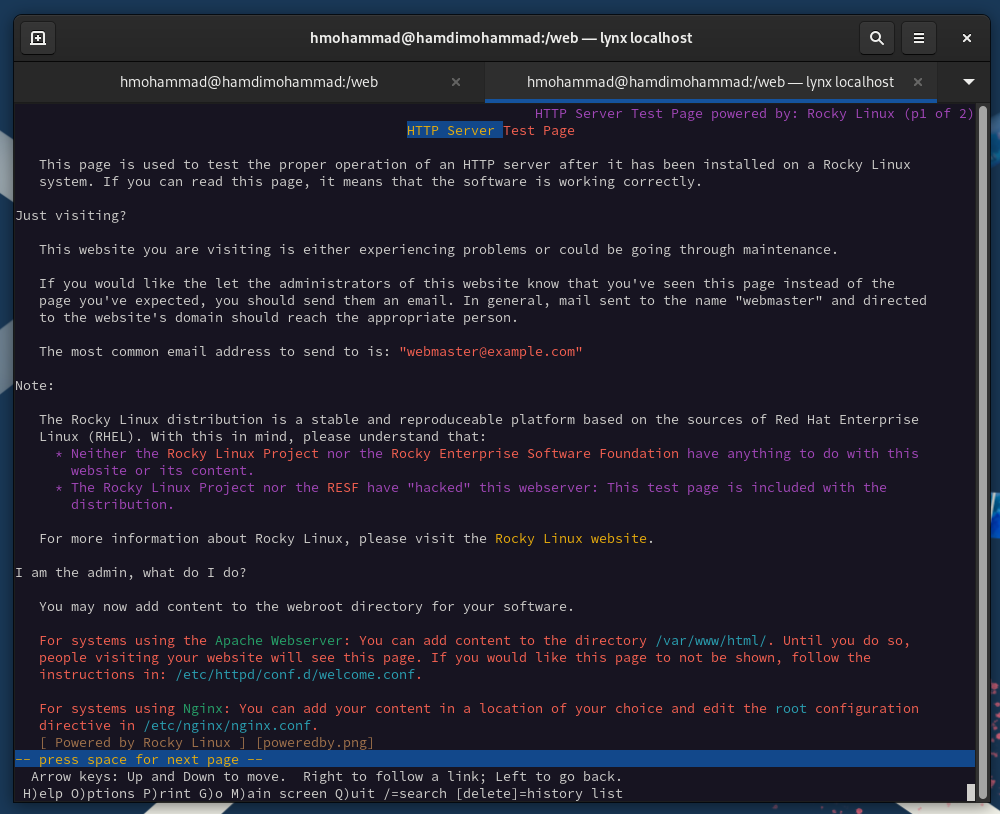 hmohammad@hamdimohammad:/web — lynx localhost
hmohammad@hamdimohammad:/web
hmohammad@hamdimohammad:/web — lynx localhost
HTTP Server Test Page powered by: Rocky Linux (p1 of 2)
HTTP Server Test Page
This page is used to test the proper operation of an HTTP server after it has been installed on a Rocky Linux
system. If you can read this page, it means that the software is working correctly.
Just visiting?
This website you are visiting is either experiencing problems or could be going through maintenance.
If you would like the let the administrators of this website know that you've seen this page instead of the
page you've expected, you should send them an email. In general, mail sent to the name "webmaster" and directed
to the website's domain should reach the appropriate person.
The most common email address to send to is: "webmaster@example.com"
Note:
The Rocky Linux distribution is a stable and reproduceable platform based on the sources of Red Hat Enterprise
Linux (RHEL). With this in mind, please understand that:
* Neither the Rocky Linux Project nor the Rocky Enterprise Software Foundation have anything to do with this
website or its content.
* The Rocky Linux Project nor the RESF have "hacked" this webserver: This test page is included with the
distribution.
For more information about Rocky Linux, please visit the Rocky Linux website.
I am the admin, what do I do?
You may now add content to the webroot directory for your software.
For systems using the Apache Webserver: You can add content to the directory /var/www/html/. Until you do so,
people visiting your website will see this page. If you would like this page to not be shown, follow the
instructions in: /etc/httpd/conf.d/welcome.conf.
For systems using Nginx: You can add your content in a location of your choice and edit the root configuration
directive in /etc/nginx/nginx.conf.
[ Powered by Rocky Linux ] [poweredby.png]
-- press space for next page --
Arrow keys: Up and Down to move.  Right to follow a link; Left to go back.
H)elp O)ptions P)rint G)o M)ain screen Q)uit /=search [delete]=history list